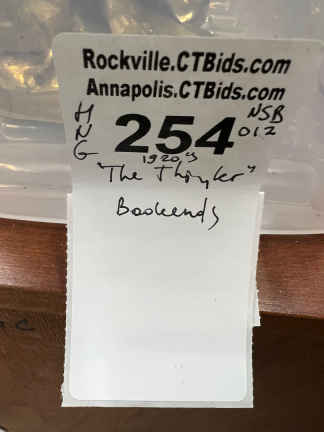 Rockville.CTBids.com
Annapolis.CTBids.com
H N G 254 NSB 012
1920's
"The Thinker"
Bookends